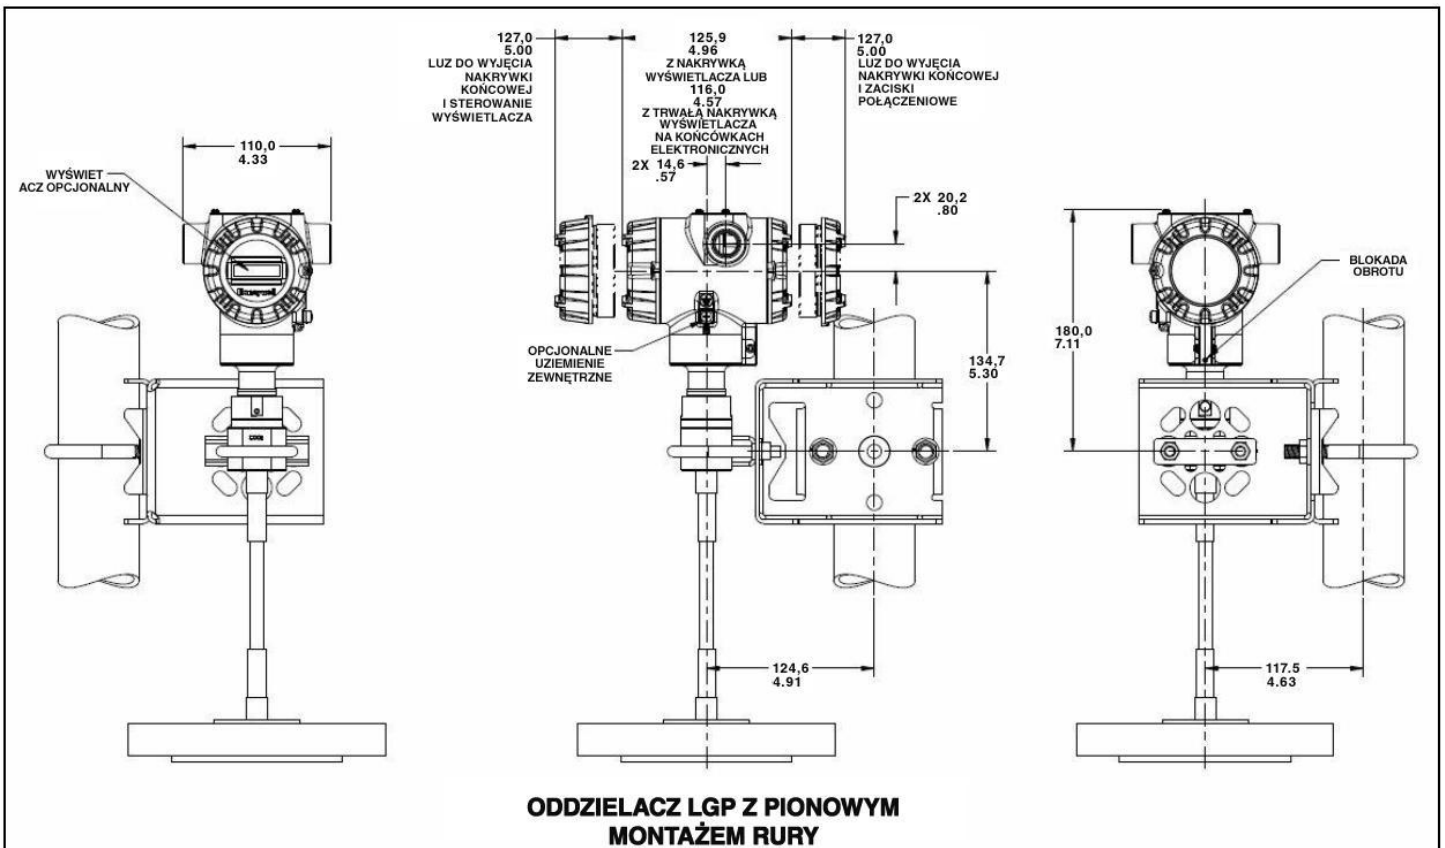 127,0
5.00
LUZ DO WYJĘCIA
NAKRYWKI
KOŃCOWEJ
I STEROWANIE
WYŚWIETLACZA
125,9
4.96
Z NAKRYWKĄ
WYŚWIETLACZA LUB
116,0
4.57
Z TRWAŁĄ NAKRYWKĄ
WYŚWIETLACZA
NA KOŃCÓWKACH
ELEKTRONICZNYCH
127,0
5.00
LUZ DO WYJĘCIA
NAKRYWKI KOŃCOWEJ
I ZACISKI
POŁĄCZENIOWE
110,0
4.33
WYŚWIET
ACZ OPCJONALNY
2X 14,6
.57
2X 20,2
.80
BLOKADA
OBROTU
180,0
7.11
OPCJONALNE
UZIEMIENIE
ZEWNĘTRZNE
134,7
5.30
124,6
4.91
117.5
4.63
Honeywell
ODDZIELACZ LGP Z PIONOWYM
MONTAŻEM RURY